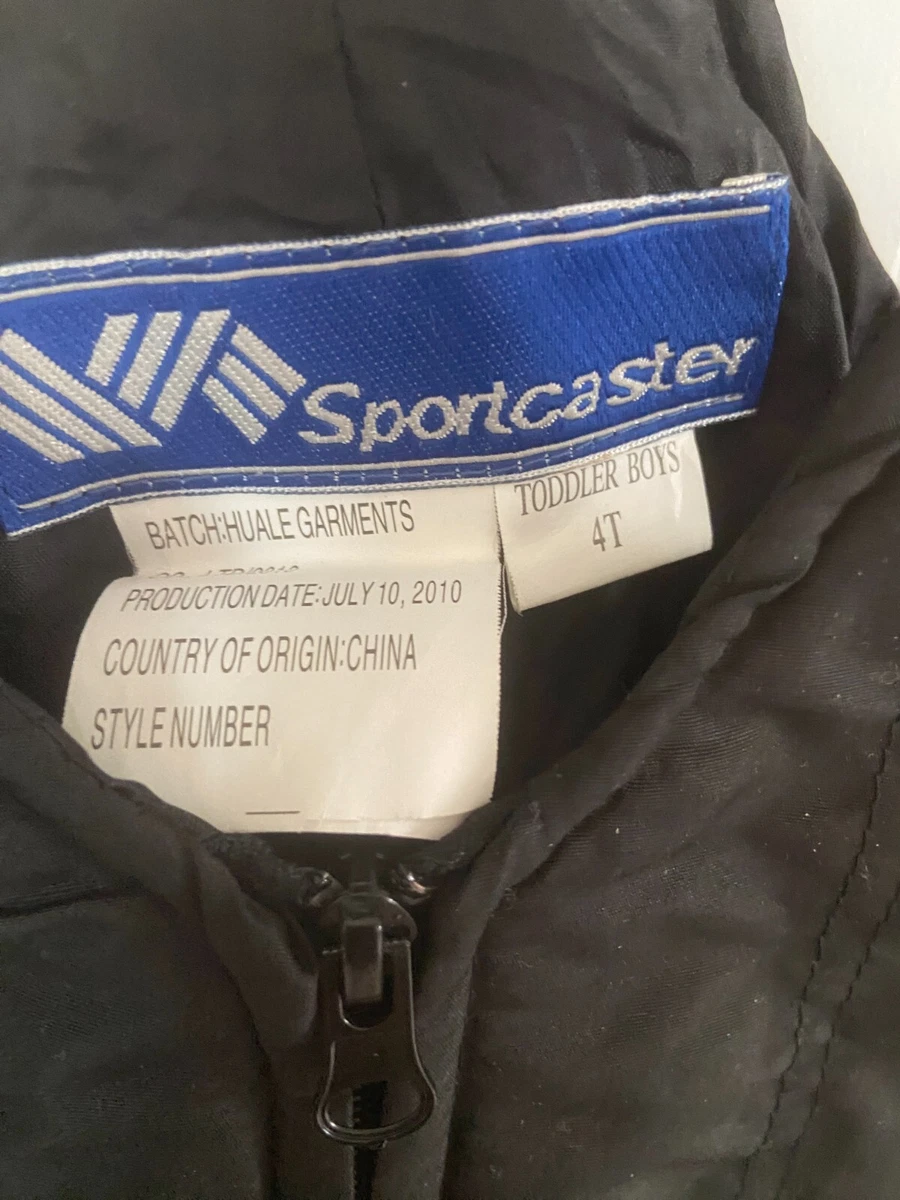 Sportcaster
BATCH:HUALE GARMENTS
PRODUCTION DATE:JULY 10, 2010
COUNTRY OF ORIGIN:CHINA
STYLE NUMBER
TODDLER BOYS
4T